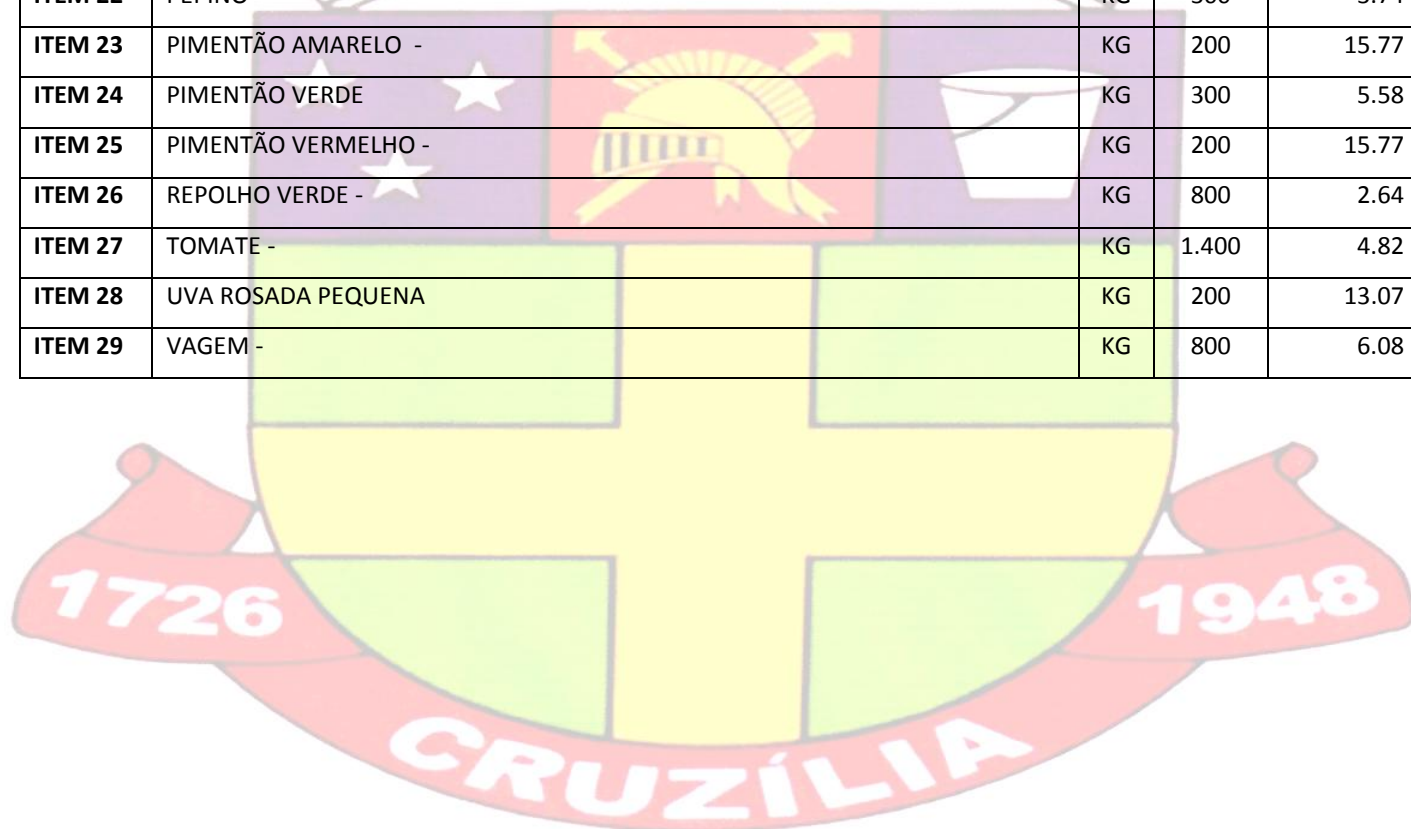 ITEM 23 PIMENTÃO AMARELO - KG 200 15.77
ITEM 24 PIMENTÃO VERDE KG 300 5.58
ITEM 25 PIMENTÃO VERMELHO - KG 200 15.77
ITEM 26 REPOLHO VERDE - KG 800 2.64
ITEM 27 TOMATE - KG 1.400 4.82
ITEM 28 UVA ROSADA PEQUENA KG 200 13.07
ITEM 29 VAGEM - KG 800 6.08
1726 1948
CRUZÍLIA